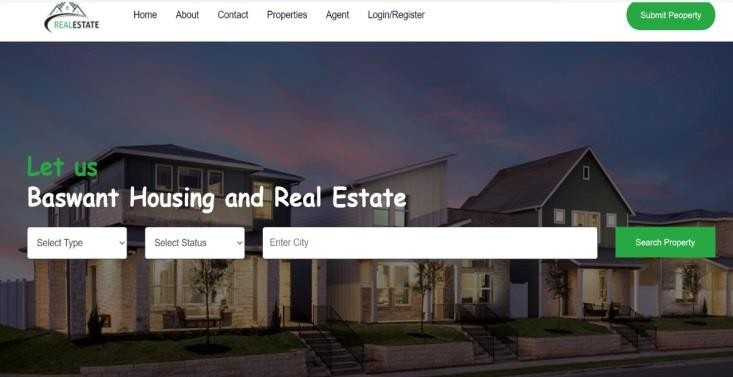 REALESTATE
Home About Contact Properties Agent Login/Register
Submit Peoperty
Let us
Baswant Housing and Real Estate
Select Type
Select Status
Enter City
Search Property